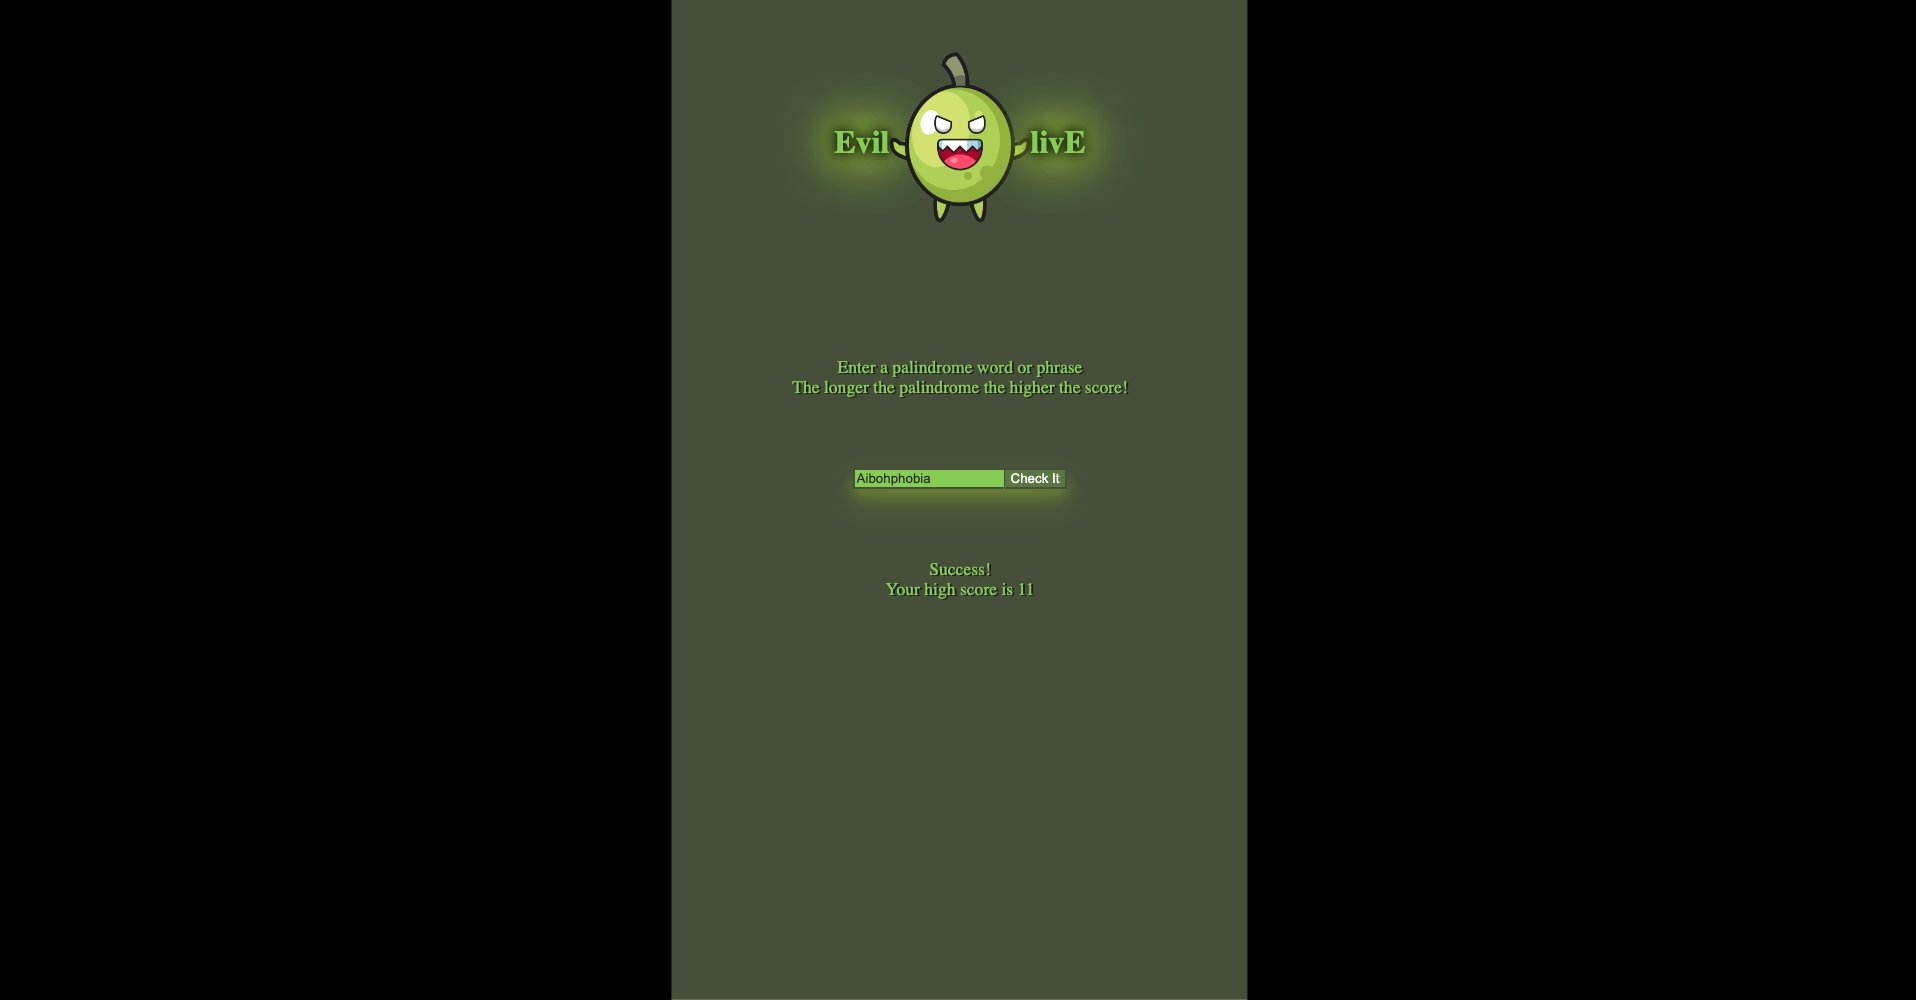 Evil livE
Enter a palindrome word or phrase
The longer the palindrome the higher the score!
Aibohphobia Check It
Success!
Your high score is 11